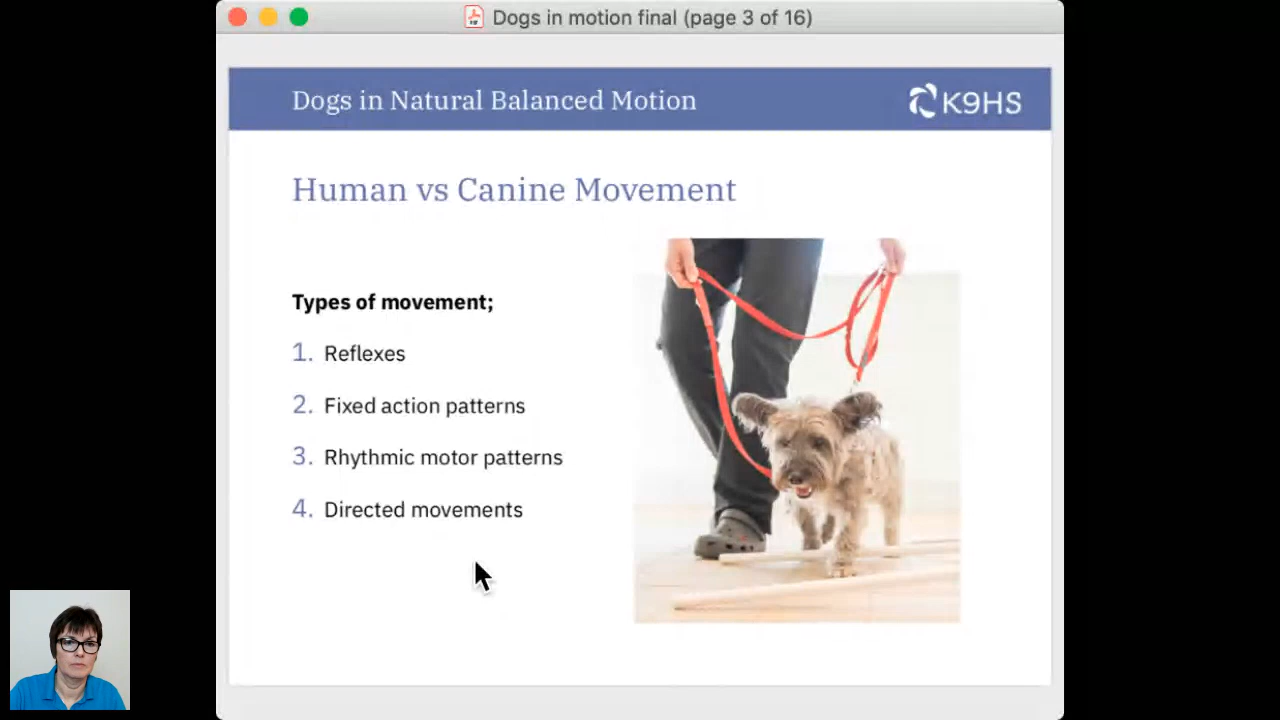 Dogs in motion final (page 3 of 16)
Dogs in Natural Balanced Motion
K9HS
Human vs Canine Movement
Types of movement;
1. Reflexes
2. Fixed action patterns
3. Rhythmic motor patterns
4. Directed movements